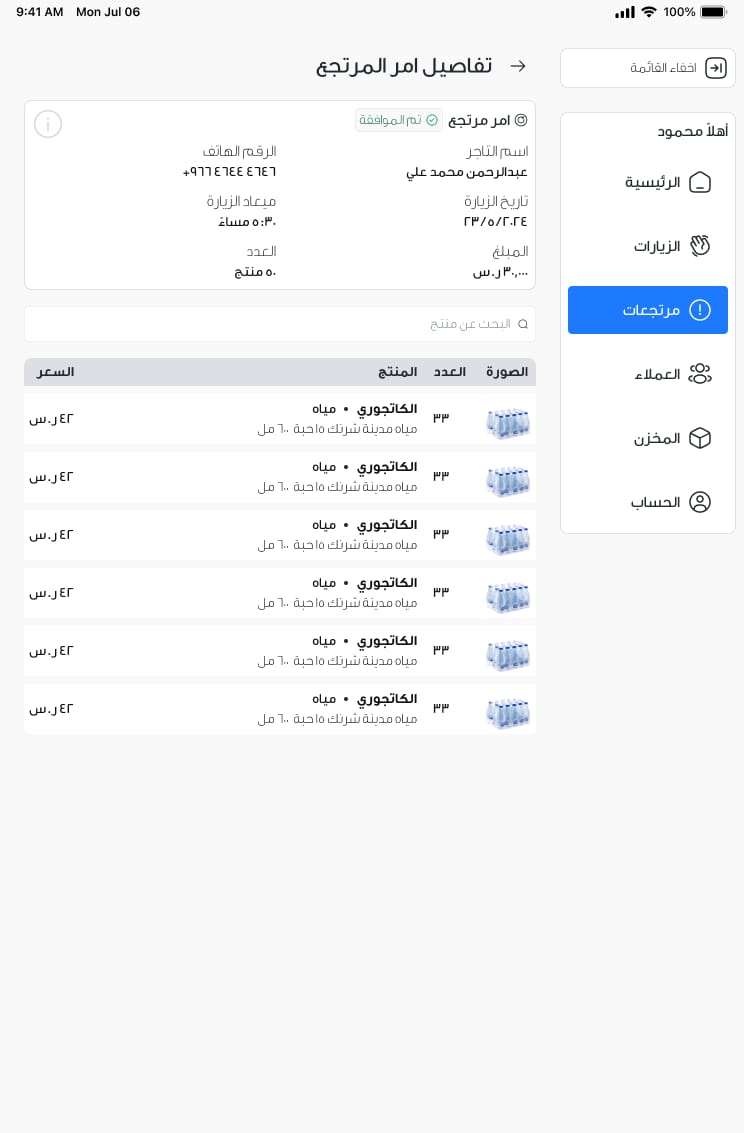 9:41 AM Mon Jul 06
100%
اخفاء القائمة
أهلاً محمود
الرئيسية
الزيارات
مرتجعات
العملاء
المخزن
الحساب
تفاصيل امر المرتجع
امر مرتجع تم الموافقة
اسم التاجر الرقم الهاتف
عبدالرحمن محمد علي +٩٦٦ ٤٦٤٤ ٤٦٤٦
تاريخ الزيارة ميعاد الزيارة
٢٣/٥/٢٠٢٤ ٥:٣٠ مساءً
المبلغ العدد
٣٠,٠٠٠ ر.س ٥٠ منتج
البحث عن منتج
الصورة العدد المنتج السعر
الكاتجوري • مياه
٣٣ ٤٢ ر.س
مياه مدينة شرنك ١٥ حبة ٦٠٠ مل
الكاتجوري • مياه
٣٣ ٤٢ ر.س
مياه مدينة شرنك ١٥ حبة ٦٠٠ مل
الكاتجوري • مياه
٣٣ ٤٢ ر.س
مياه مدينة شرنك ١٥ حبة ٦٠٠ مل
الكاتجوري • مياه
٣٣ ٤٢ ر.س
مياه مدينة شرنك ١٥ حبة ٦٠٠ مل
الكاتجوري • مياه
٣٣ ٤٢ ر.س
مياه مدينة شرنك ١٥ حبة ٦٠٠ مل
الكاتجوري • مياه
٣٣ ٤٢ ر.س
مياه مدينة شرنك ١٥ حبة ٦٠٠ مل